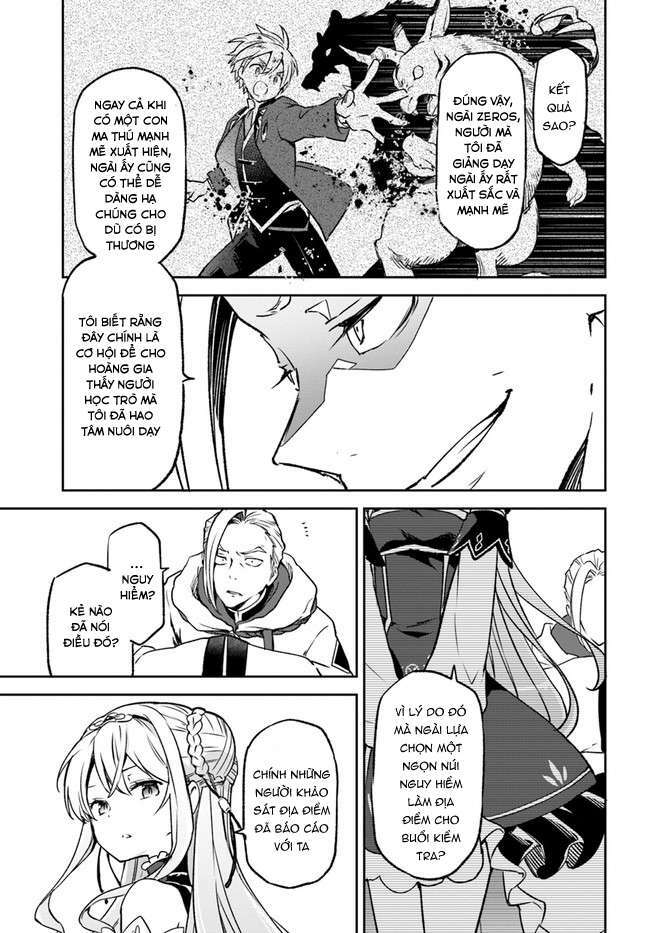 KẾT
QUẢ
SAO?
ĐÚNG VẬY,
NGÀI ZEROS,
NGƯỜI MÀ
TÔI ĐÃ
GIẢNG DẠY
NGÀI ẤY RẤT
XUẤT SẮC VÀ
MẠNH MẼ
NGAY CẢ KHI
CÓ MỘT CON
MA THÚ MẠNH
MẼ XUẤT HIỆN,
NGÀI ẤY CŨNG
CÓ THỂ DỄ
DÀNG HẠ
CHÚNG CHO
DÙ CÓ BỊ
THƯƠNG
TÔI BIẾT RẰNG
ĐÂY CHÍNH LÀ
CƠ HỘI ĐỂ CHO
HOÀNG GIA
THẤY NGƯỜI
HỌC TRÒ MÀ
TÔI ĐÃ HAO
TÂM NUÔI DẠY
VÌ LÝ DO ĐÓ
MÀ NGÀI LỰA
CHỌN MỘT
NGỌN NÚI
NGUY HIỂM
LÀM ĐỊA
ĐIỂM CHO
BUỔI KIỂM
TRA?
...
NGUY
HIỂM?
KẺ NÀO
ĐÃ NÓI
ĐIỀU ĐÓ?
CHÍNH NHỮNG
NGƯỜI KHẢO
SÁT ĐỊA ĐIỂM
ĐÃ BÁO CÁO
VỚI TA